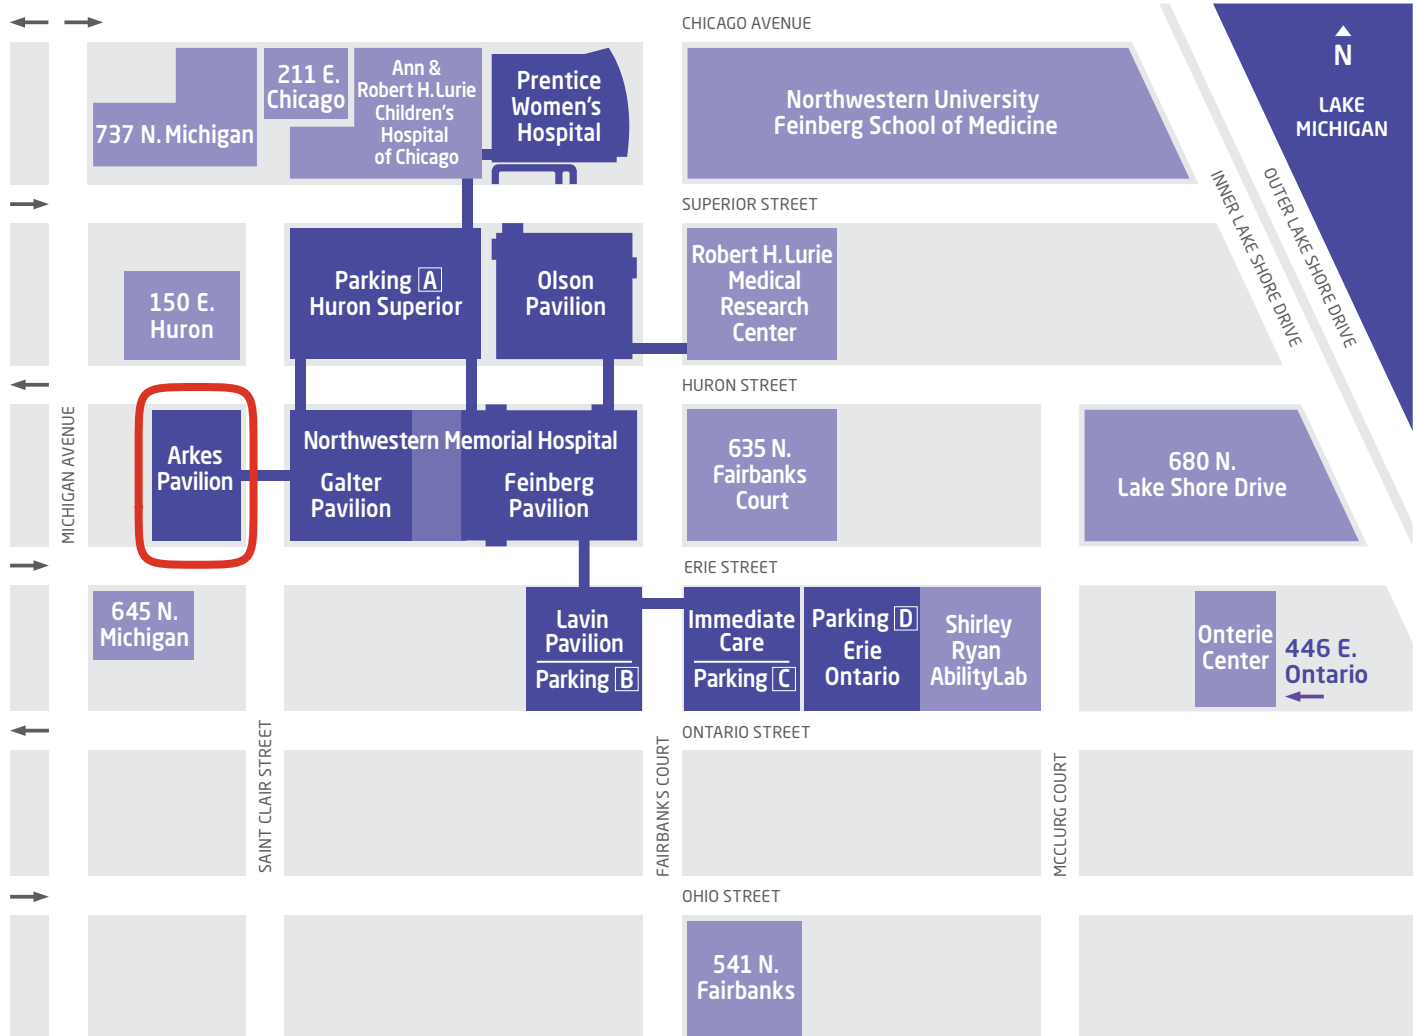 CHICAGO AVENUE
N
LAKE
MICHIGAN
737 N. Michigan
211 E.
Chicago
Ann &
Robert H. Lurie
Children's
Hospital
of Chicago
Prentice
Women's
Hospital
Northwestern University
Feinberg School of Medicine
INNER LAKE SHORE DRIVE
OUTER LAKE SHORE DRIVE
SUPERIOR STREET
150 E.
Huron
Parking A
Huron Superior
Olson
Pavilion
Robert H. Lurie
Medical
Research
Center
HURON STREET
MICHIGAN AVENUE
Arkes
Pavilion
Northwestern Memorial Hospital
Galter
Pavilion
Feinberg
Pavilion
635 N.
Fairbanks
Court
680 N.
Lake Shore Drive
ERIE STREET
645 N.
Michigan
Lavin
Pavilion
Parking B
Immediate
Care
Parking C
Parking D
Erie
Ontario
Shirley
Ryan
AbilityLab
Onterie
Center
446 E.
Ontario
ONTARIO STREET
SAINT CLAIR STREET
FAIRBANKS COURT
MCCLURG COURT
OHIO STREET
541 N.
Fairbanks